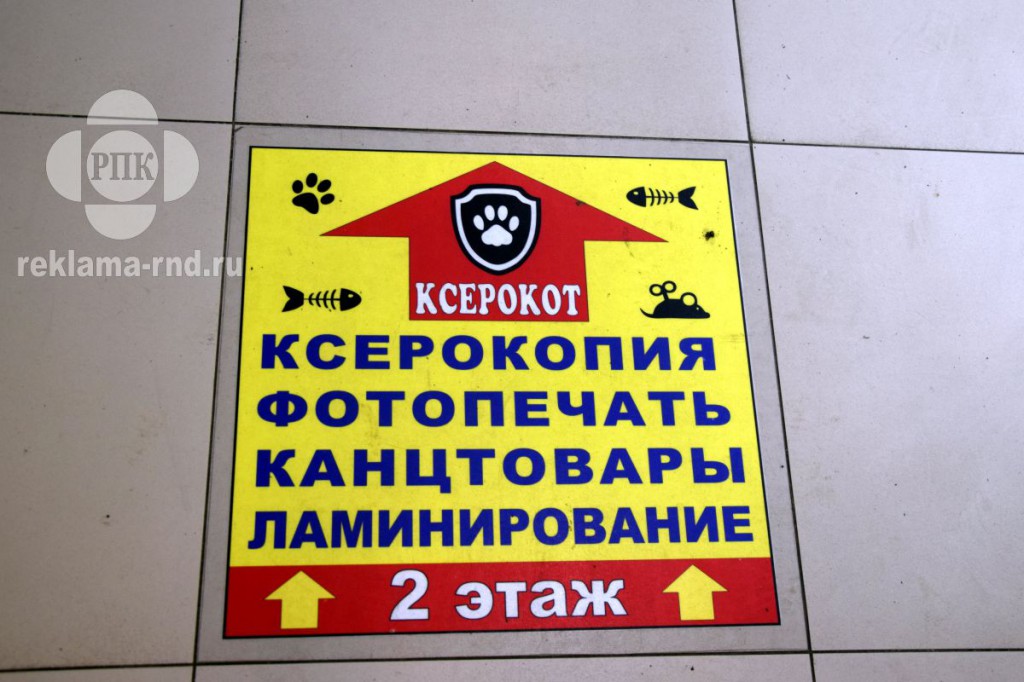 РПК
reklama-rnd.ru
КСЕРОКОТ
КСЕРОКОПИЯ
ФОТОПЕЧАТЬ
КАНЦТОВАРЫ
ЛАМИНИРОВАНИЕ
2 этаж